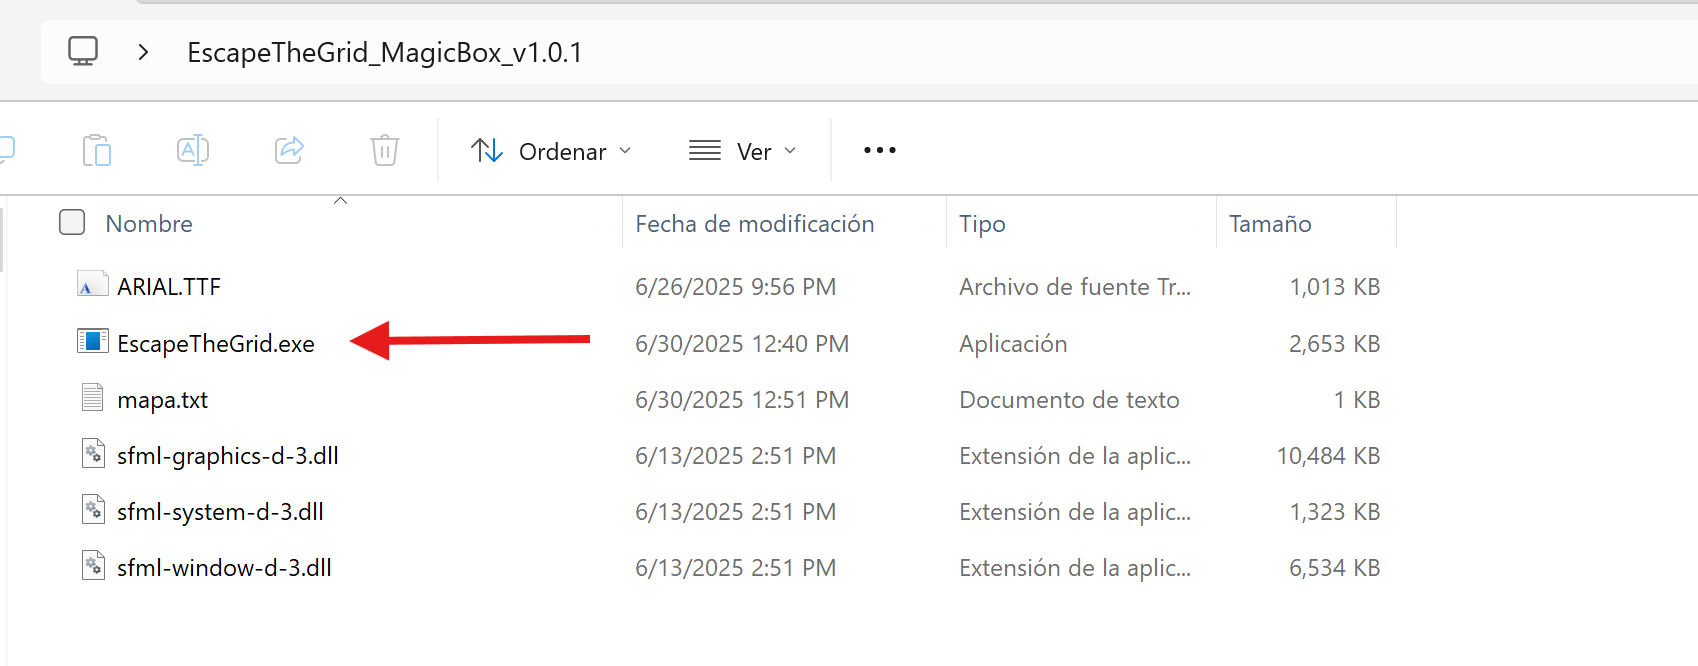 EscapeTheGrid_MagicBox_v1.0.1
Ordenar Ver
Nombre Fecha de modificación Tipo Tamaño
ARIAL.TTF 6/26/2025 9:56 PM Archivo de fuente Tr... 1,013 KB
EscapeTheGrid.exe 6/30/2025 12:40 PM Aplicación 2,653 KB
mapa.txt 6/30/2025 12:51 PM Documento de texto 1 KB
sfml-graphics-d-3.dll 6/13/2025 2:51 PM Extensión de la aplic... 10,484 KB
sfml-system-d-3.dll 6/13/2025 2:51 PM Extensión de la aplic... 1,323 KB
sfml-window-d-3.dll 6/13/2025 2:51 PM Extensión de la aplic... 6,534 KB